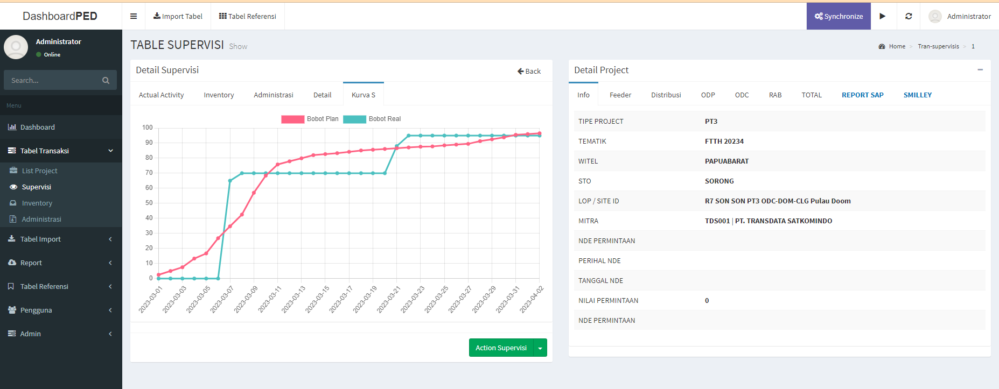 DashboardPED
Import Tabel
Tabel Referensi
Synchronize
Administrator
Administrator
Online
Search...
Menu
Dashboard
Tabel Transaksi
List Project
Supervisi
Inventory
Administrasi
Tabel Import
Report
Tabel Referensi
Pengguna
Admin
TABLE SUPERVISI Show
Home > Tran-supervisis > 1
Detail Supervisi
Back
Actual Activity Inventory Administrasi Detail Kurva S
Bobot Plan Bobot Real
100
90
80
70
60
50
40
30
20
10
0
2023-03-01 2023-03-03 2023-03-05 2023-03-07 2023-03-09 2023-03-11 2023-03-13 2023-03-15 2023-03-17 2023-03-19 2023-03-21 2023-03-23 2023-03-25 2023-03-27 2023-03-29 2023-03-31 2023-04-02
Action Supervisi
Detail Project
Info Feeder Distribusi ODP ODC RAB TOTAL REPORT SAP SMILLEY
TIPE PROJECT PT3
TEMATIK FTTH 20234
WITEL PAPUABARAT
STO SORONG
LOP / SITE ID R7 SON SON PT3 ODC-DOM-CLG Pulau Doom
MITRA TDS001 | PT. TRANSDATA SATKOMINDO
NDE PERMINTAAN
PERIHAL NDE
TANGGAL NDE
NILAI PERMINTAAN 0
NDE PERMINTAAN